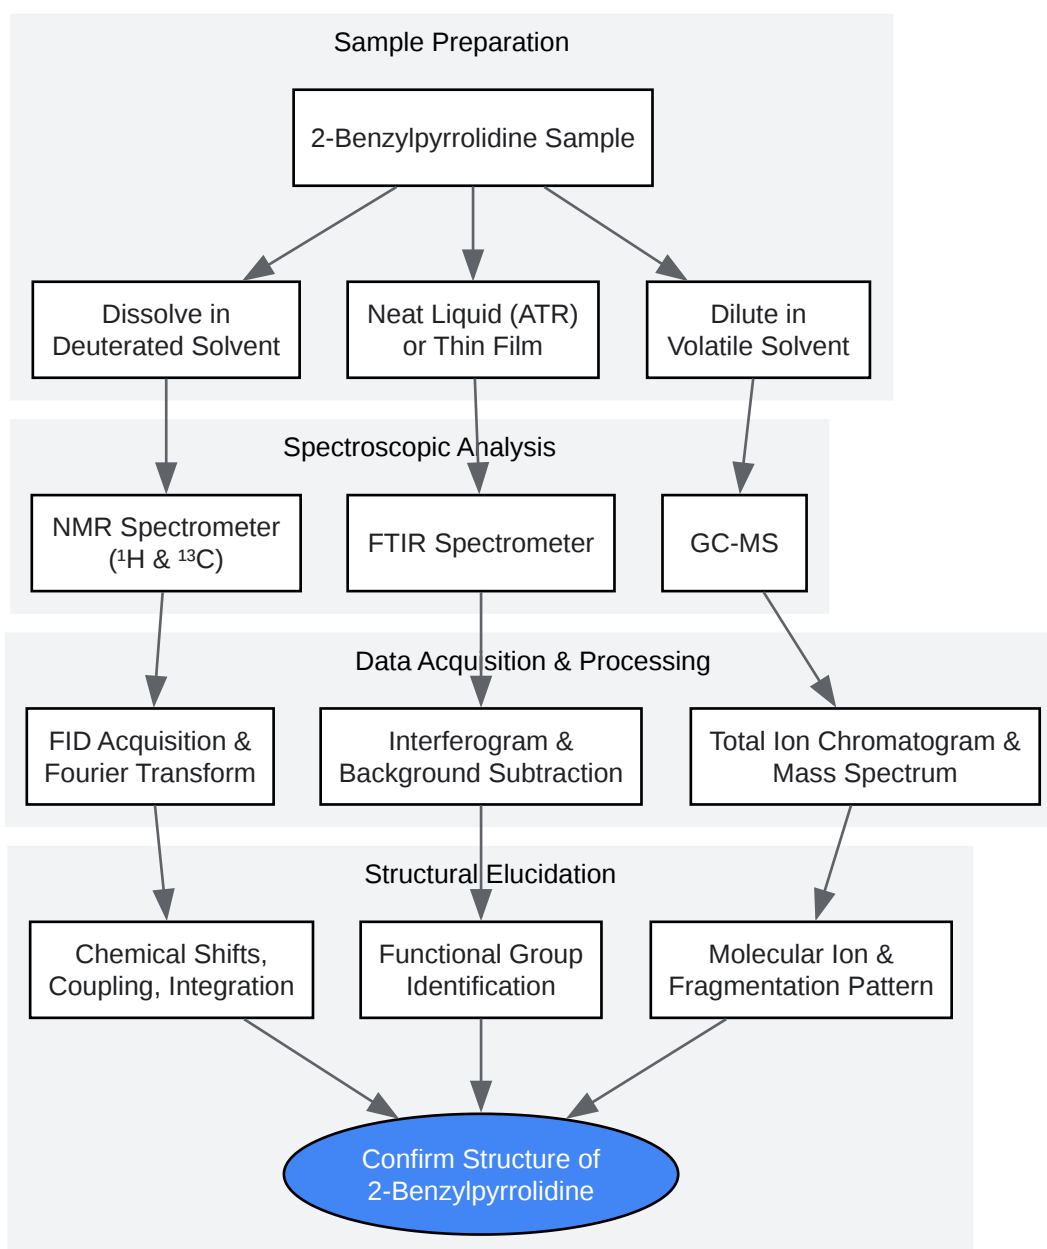 Sample Preparation
2-Benzylpyrrolidine Sample
Dissolve in
Deuterated Solvent
Neat Liquid (ATR)
or Thin Film
Dilute in
Volatile Solvent
Spectroscopic Analysis
NMR Spectrometer
(¹H & ¹³C)
FTIR Spectrometer
GC-MS
Data Acquisition & Processing
FID Acquisition &
Fourier Transform
Interferogram &
Background Subtraction
Total Ion Chromatogram &
Mass Spectrum
Structural Elucidation
Chemical Shifts,
Coupling, Integration
Functional Group
Identification
Molecular Ion &
Fragmentation Pattern
Confirm Structure of
2-Benzylpyrrolidine